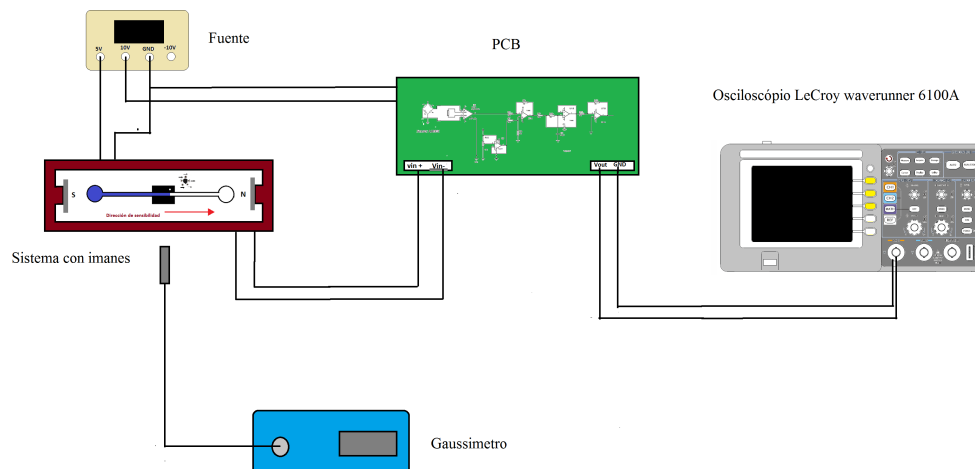 Fuente
5V 10V GND -10V
PCB
Osciloscópio LeCroy waverunner 6100A
vin + Vin-
Vout GND
S N
Dirección de sensibilidad
Sistema con imanes
Gaussimetro